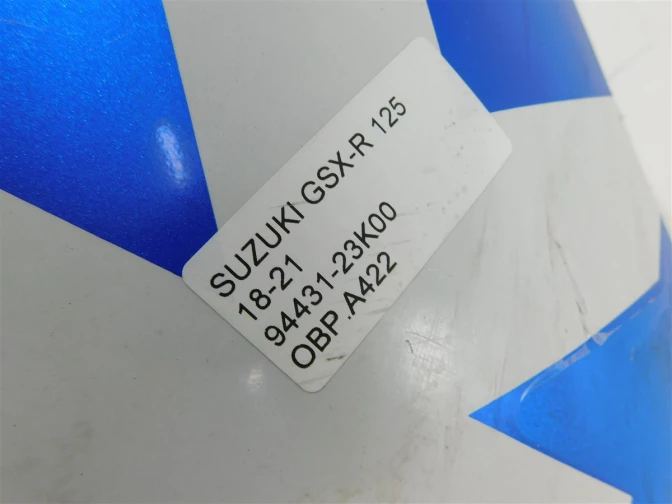 SUZUKI GSX-R 125
18-21
94431-23K00
OBP .A422